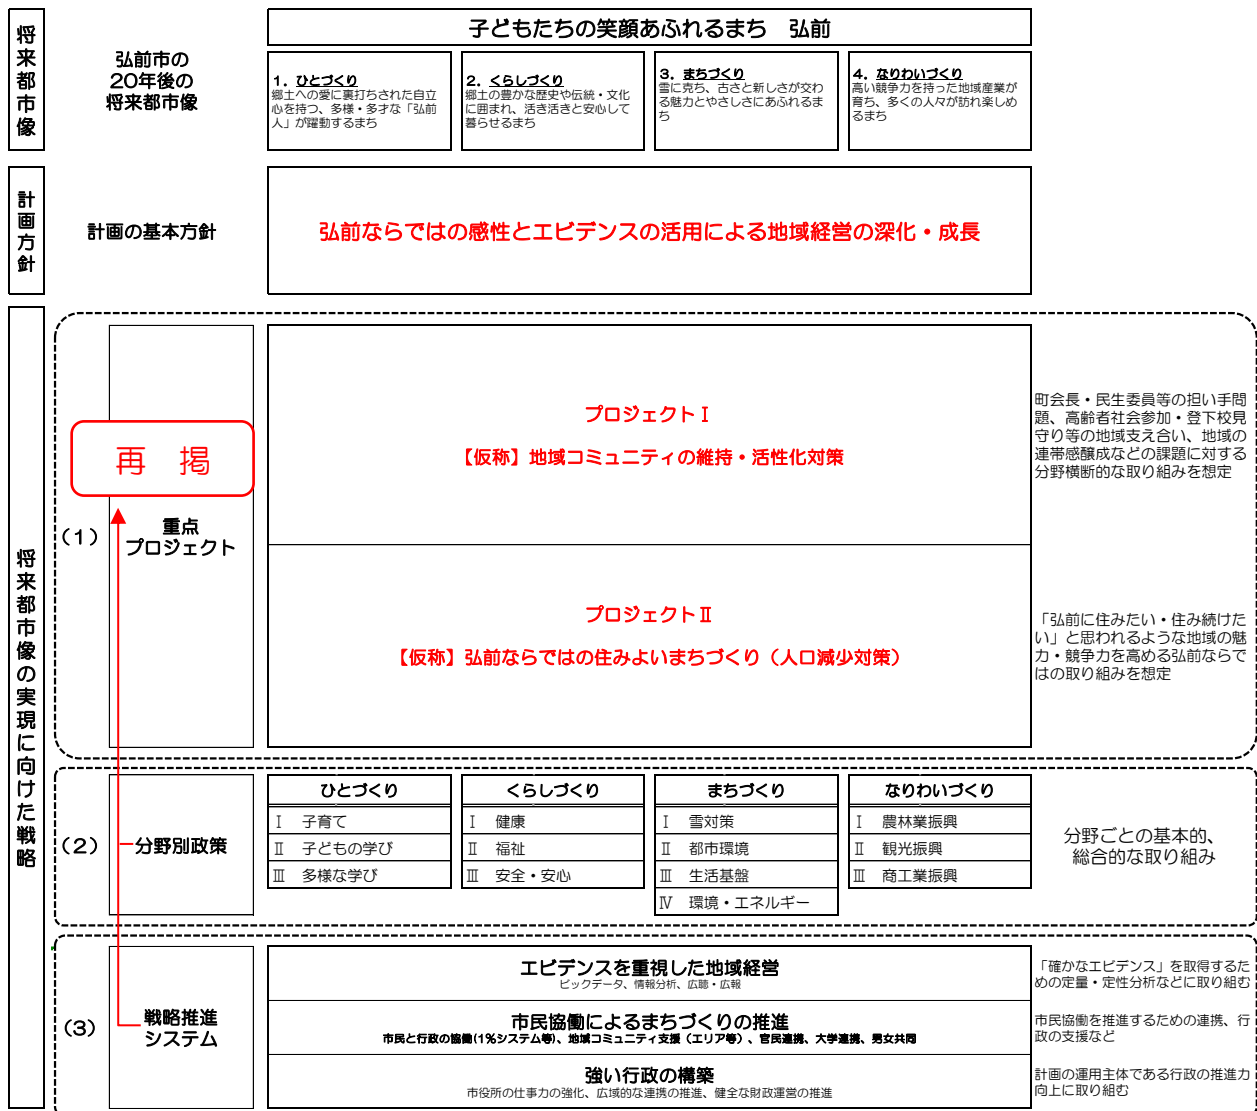 将来都市像
弘前市の
20年後の
将来都市像
子どもたちの笑顔あふれるまち　弘前
1．ひとづくり
郷土への愛に裏打ちされた自立
心を持つ、多様・多才な「弘前
人」が躍動するまち
2．くらしづくり
郷土の豊かな歴史や伝統・文化
に囲まれ、活き活きと安心して
暮らせるまち
3．まちづくり
雪に克ち、古さと新しさが交わ
る魅力とやさしさにあふれるま
ち
4．なりわいづくり
高い競争力を持った地域産業が
育ち、多くの人々が訪れ楽しめ
るまち
計画方針
計画の基本方針
弘前ならではの感性とエビデンスの活用による地域経営の深化・成長
将来都市像の実現に向けた戦略
（1）
再　掲
重点
プロジェクト
プロジェクトⅠ
【仮称】地域コミュニティの維持・活性化対策
町会長・民生委員等の担い手問
題、高齢者社会参加・登下校見
守り等の地域支え合い、地域の
連帯感醸成などの課題に対する
分野横断的な取り組みを想定
プロジェクトⅡ
【仮称】弘前ならではの住みよいまちづくり（人口減少対策）
「弘前に住みたい・住み続けた
い」と思われるような地域の魅
力・競争力を高める弘前ならで
はの取り組みを想定
（2）
分野別政策
ひとづくり
Ⅰ　子育て
Ⅱ　子どもの学び
Ⅲ　多様な学び
くらしづくり
Ⅰ　健康
Ⅱ　福祉
Ⅲ　安全・安心
まちづくり
Ⅰ　雪対策
Ⅱ　都市環境
Ⅲ　生活基盤
Ⅳ　環境・エネルギー
なりわいづくり
Ⅰ　農林業振興
Ⅱ　観光振興
Ⅲ　商工業振興
分野ごとの基本的、
総合的な取り組み
（3）
戦略推進
システム
エビデンスを重視した地域経営
ビックデータ、情報分析、広聴・広報
「確かなエビデンス」を取得するた
めの定量・定性分析などに取り組む
市民協働によるまちづくりの推進
市民と行政の協働(1％システム等)、地域コミュニティ支援（エリア等）、官民連携、大学連携、男女共同
市民協働を推進するための連携、行
政の支援など
強い行政の構築
市役所の仕事力の強化、広域的な連携の推進、健全な財政運営の推進
計画の運用主体である行政の推進力
向上に取り組む